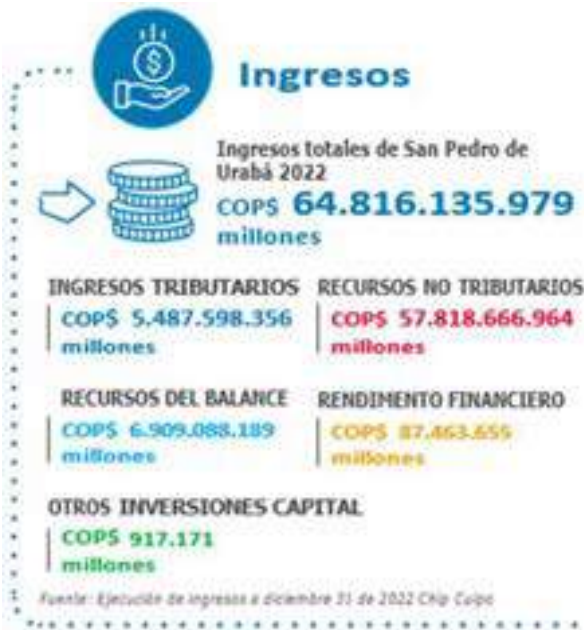 Ingresos
Ingresos totales de San Pedro de
Urabá 2022
COP$ 64.816.135.979
millones
INGRESOS TRIBUTARIOS
COP$ 5.487.598.356
millones
RECURSOS NO TRIBUTARIOS
COP$ 57.818.666.964
millones
RECURSOS DEL BALANCE
COP$ 6.909.088.189
millones
RENDIMENTO FINANCIERO
COP$ 87.463.655
millones
OTROS INVERSIONES CAPITAL
COP$ 917.171
millones
Fuente: Ejecución de ingresos a diciembre 31 de 2022 Chip Cuipo